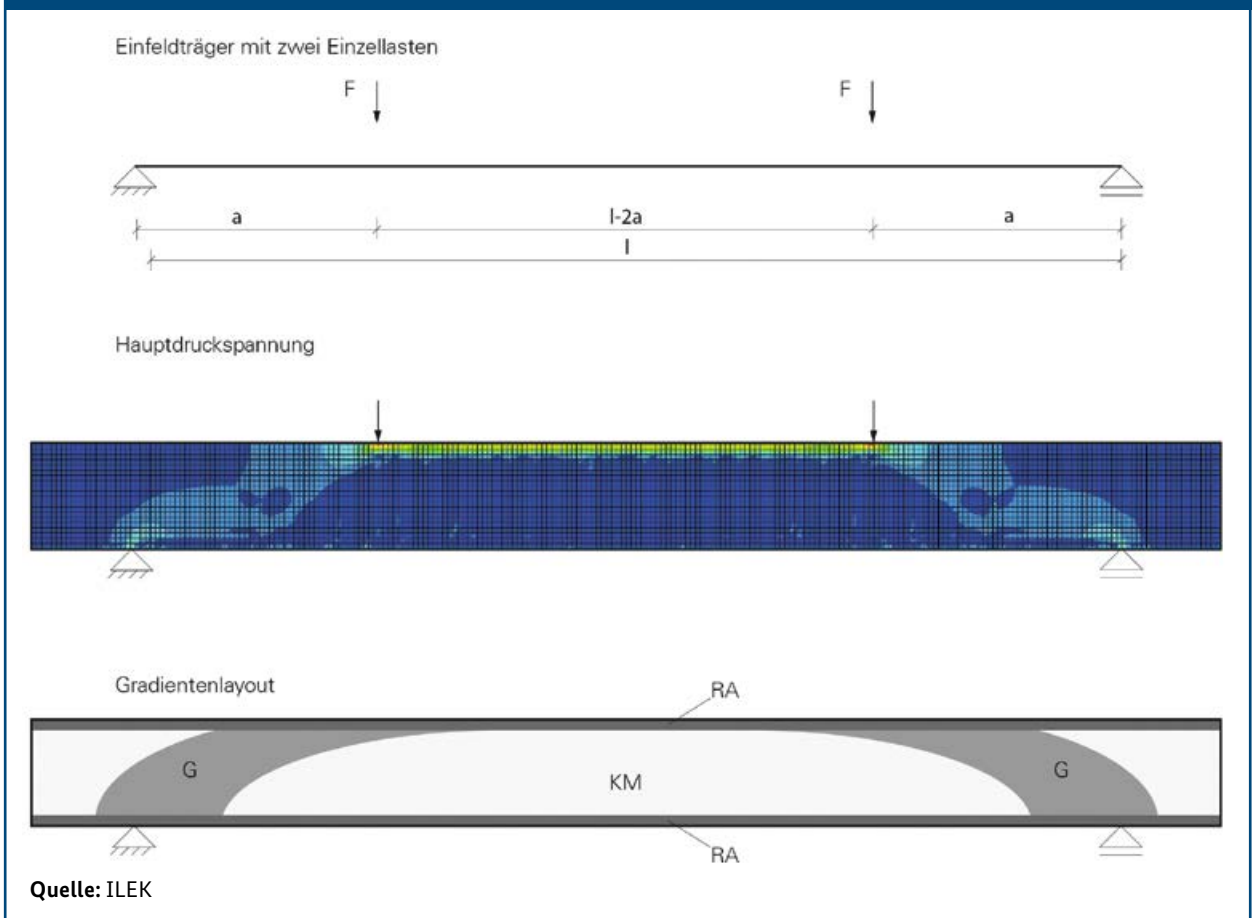 Einfeldträger mit zwei Einzellasten
F F
a l-2a a
l
Hauptdruckspannung
Gradientenlayout
RA
G G
KM
RA
Quelle: ILEK